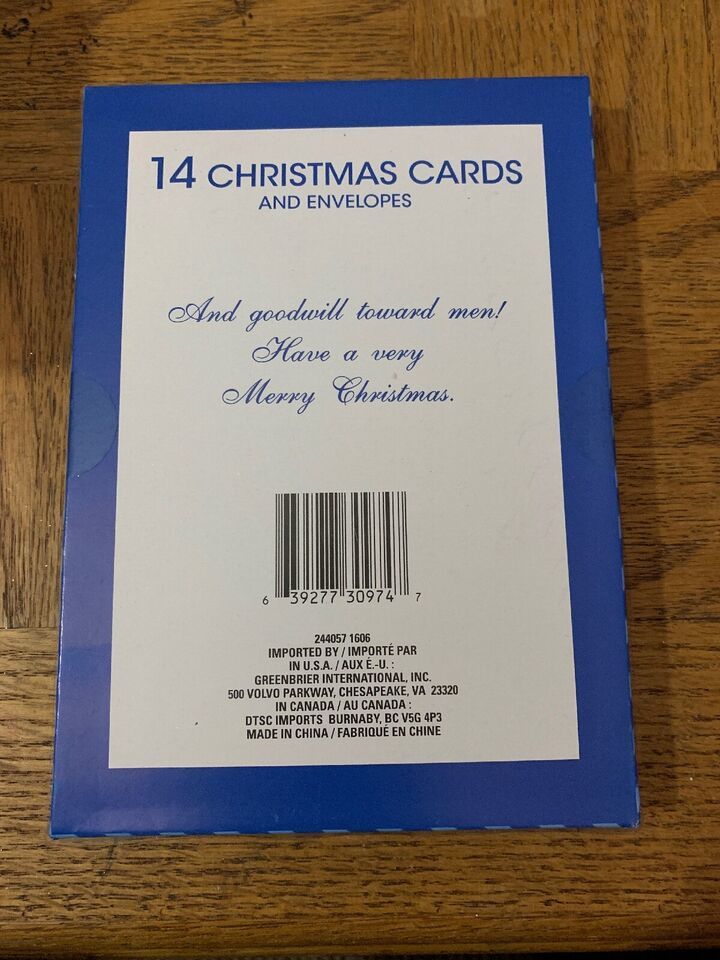 14 CHRISTMAS CARDS
AND ENVELOPES
And goodwill toward men!
Have a very
Merry Christmas.
6 39277 30974 7
244057 1606
IMPORTED BY / IMPORTÉ PAR
IN U.S.A. / AUX É.-U. :
GREENBRIER INTERNATIONAL, INC.
500 VOLVO PARKWAY, CHESAPEAKE, VA 23320
IN CANADA / AU CANADA :
DTSC IMPORTS BURNABY, BC V5G 4P3
MADE IN CHINA / FABRIQUÉ EN CHINE